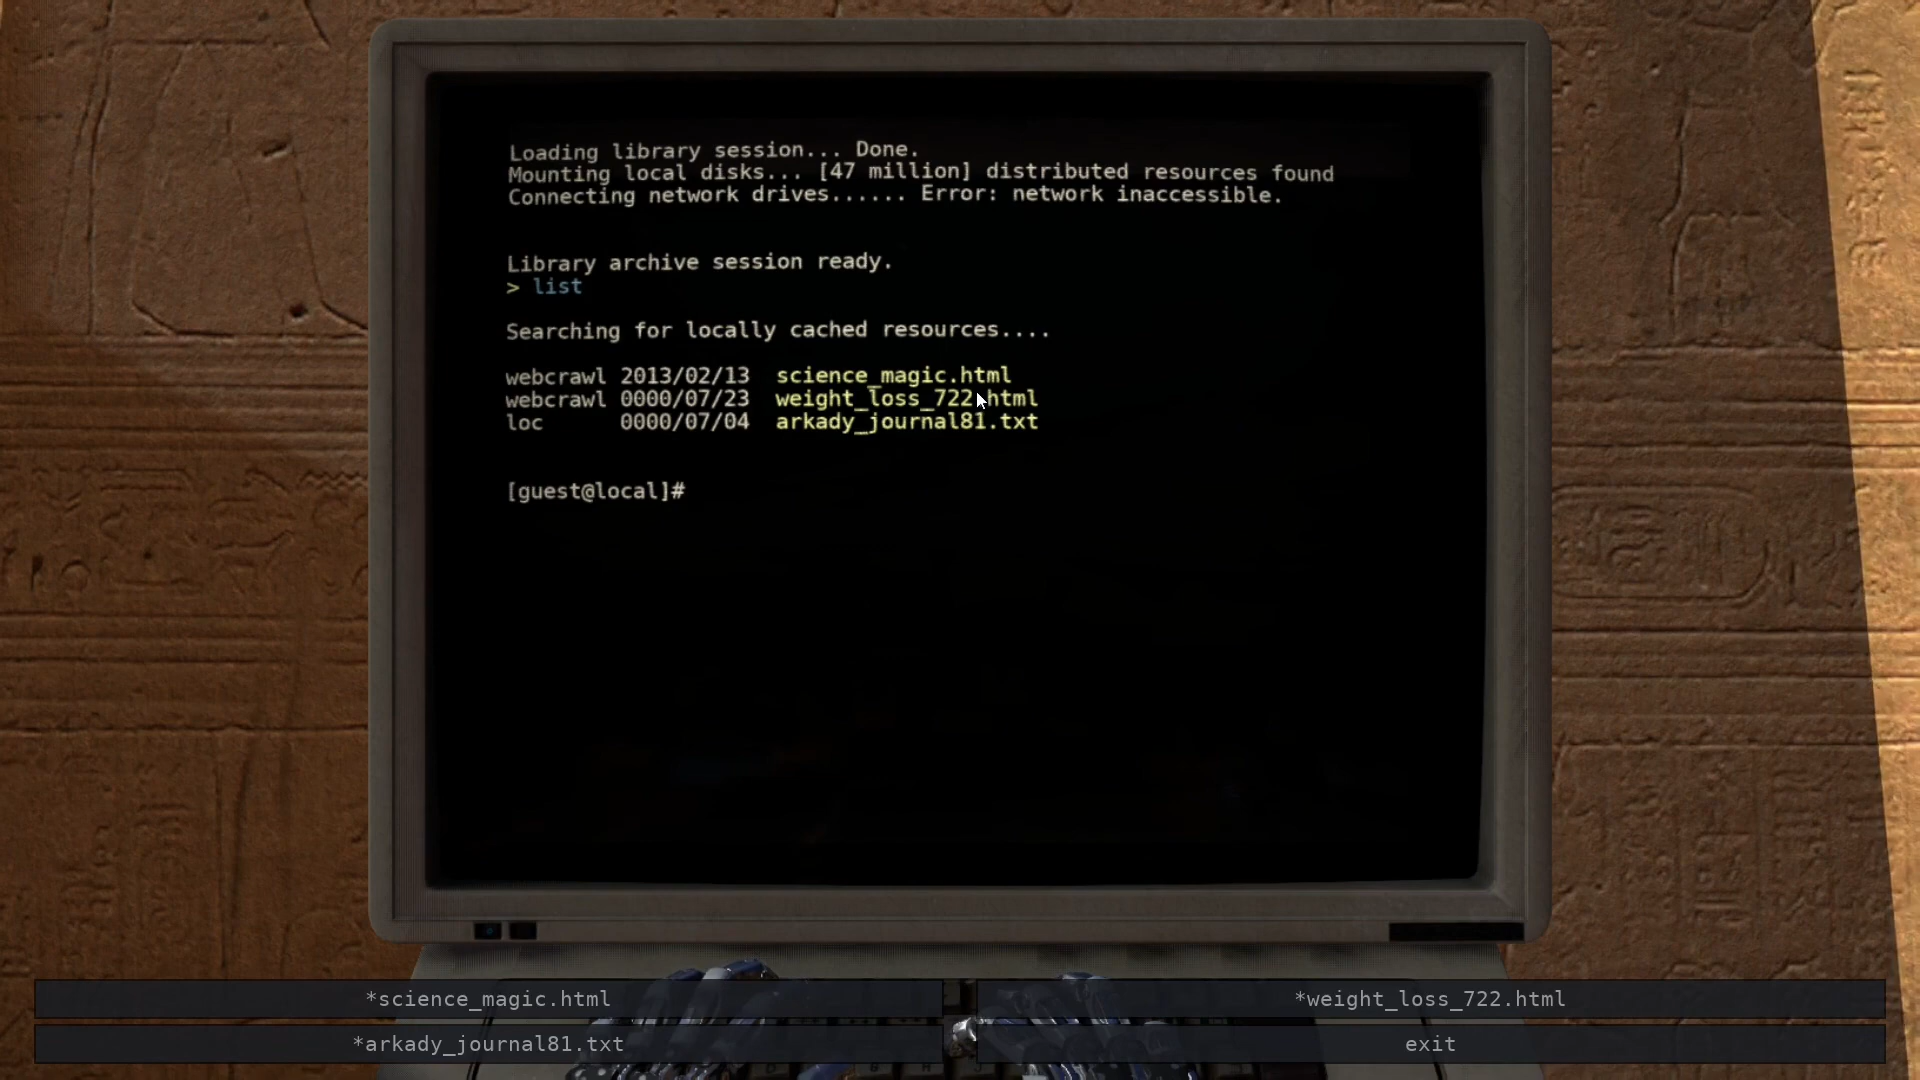 Loading library session... Done.
Mounting local disks... [47 million] distributed resources found
Connecting network drives...... Error: network inaccessible.
Library archive session ready.
> list
Searching for locally cached resources....
webcrawl 2013/02/13 science_magic.html
webcrawl 0000/07/23 weight_loss_722.html
loc 0000/07/04 arkady_journal81.txt
[guest@local]#
*science_magic.html
*weight_loss_722.html
*arkady_journal81.txt
exit